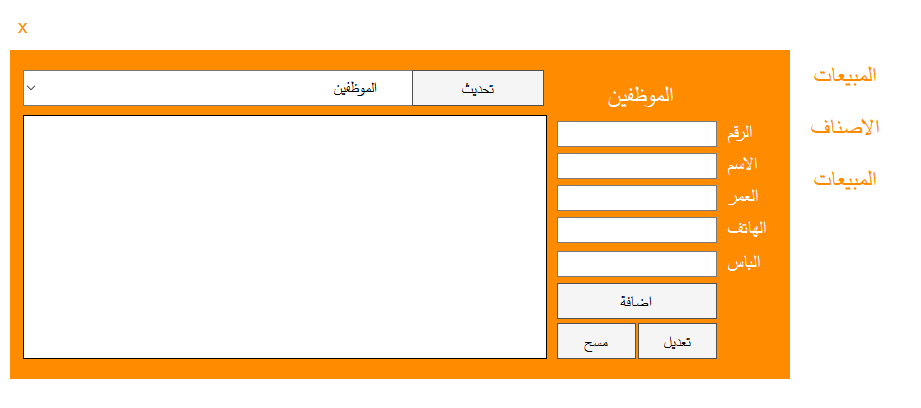 x
المبيعات
الاصناف
المبيعات
الموظفين
الرقم
الاسم
العمر
الهاتف
الباس
اضافة
تعديل
مسح
تحديث
الموظفين